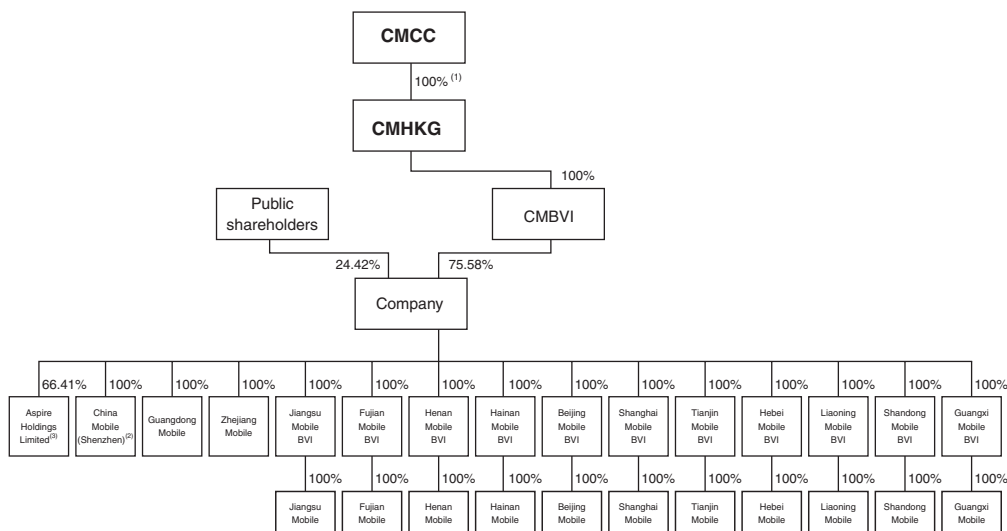 CMCC
100% (1)
CMHKG
100%
Public
shareholders
CMBVI
24.42%
75.58%
Company
66.41% 100% 100% 100% 100% 100% 100% 100% 100% 100% 100% 100% 100% 100% 100%
Aspire
Holdings
Limited(3)
China
Mobile
(Shenzhen)(2)
Guangdong
Mobile
Zhejiang
Mobile
Jiangsu
Mobile
BVI
Fujian
Mobile
BVI
Henan
Mobile
BVI
Hainan
Mobile
BVI
Beijing
Mobile
BVI
Shanghai
Mobile
BVI
Tianjin
Mobile
BVI
Hebei
Mobile
BVI
Liaoning
Mobile
BVI
Shandong
Mobile
BVI
Guangxi
Mobile
BVI
100% 100% 100% 100% 100% 100% 100% 100% 100% 100% 100%
Jiangsu
Mobile
Fujian
Mobile
Henan
Mobile
Hainan
Mobile
Beijing
Mobile
Shanghai
Mobile
Tianjin
Mobile
Hebei
Mobile
Liaoning
Mobile
Shandong
Mobile
Guangxi
Mobile